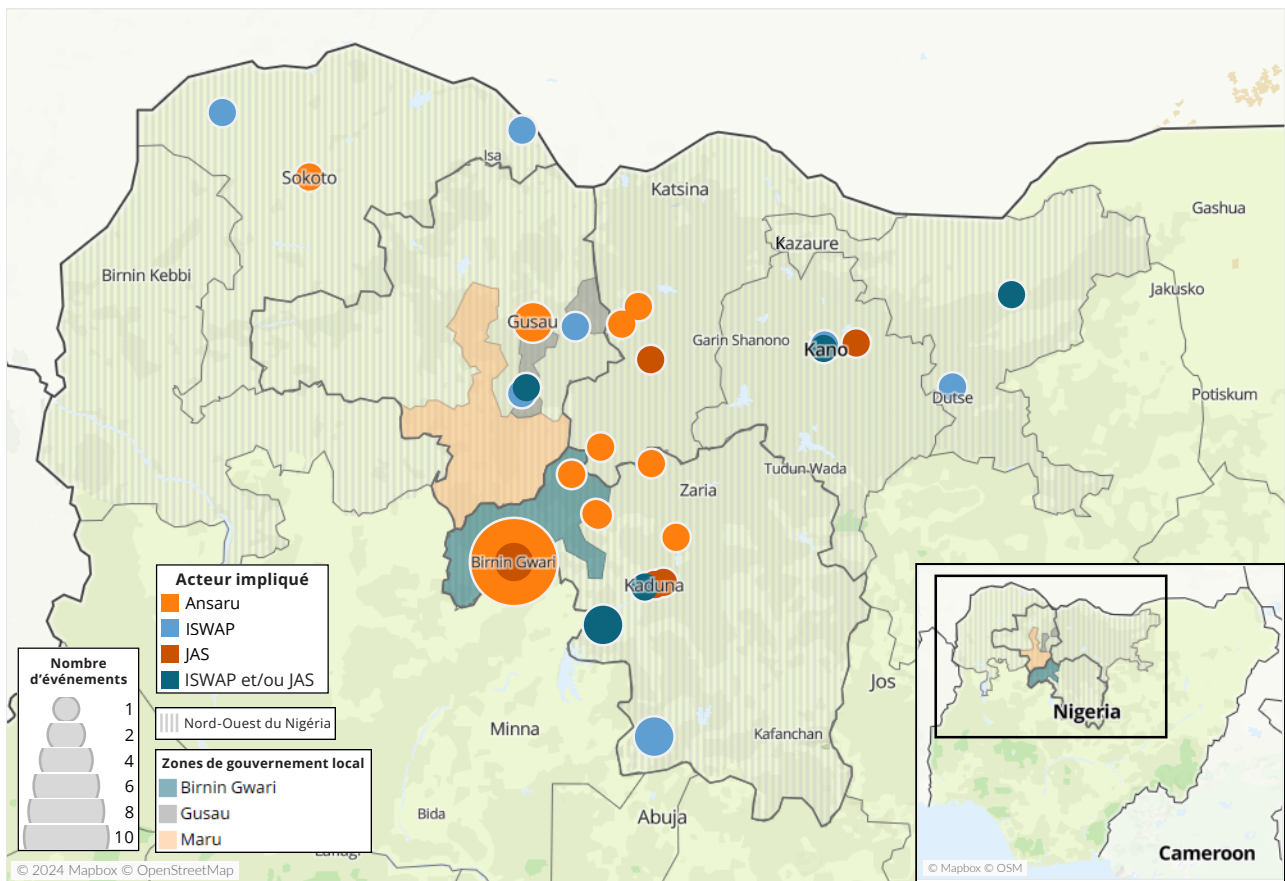 Katsina
Isa
Sokoto
Gashua
Kazaure
Birnin Kebbi
Jakusko
Gusau
Garin Shanono
Kano
Dutse
Potiskum
Tudun Wada
Zaria
Birnin Gwari
Kaduna
Jos
Minna
Kafanchan
Bida
Abuja
Acteur impliqué
Ansaru
ISWAP
JAS
ISWAP et/ou JAS
Nombre
d'événements
1
2
4
6
8
10
Nord-Ouest du Nigéria
Zones de gouvernement local
Birnin Gwari
Gusau
Maru
© 2024 Mapbox © OpenStreetMap
Nigeria
Cameroon
© Mapbox © OSM